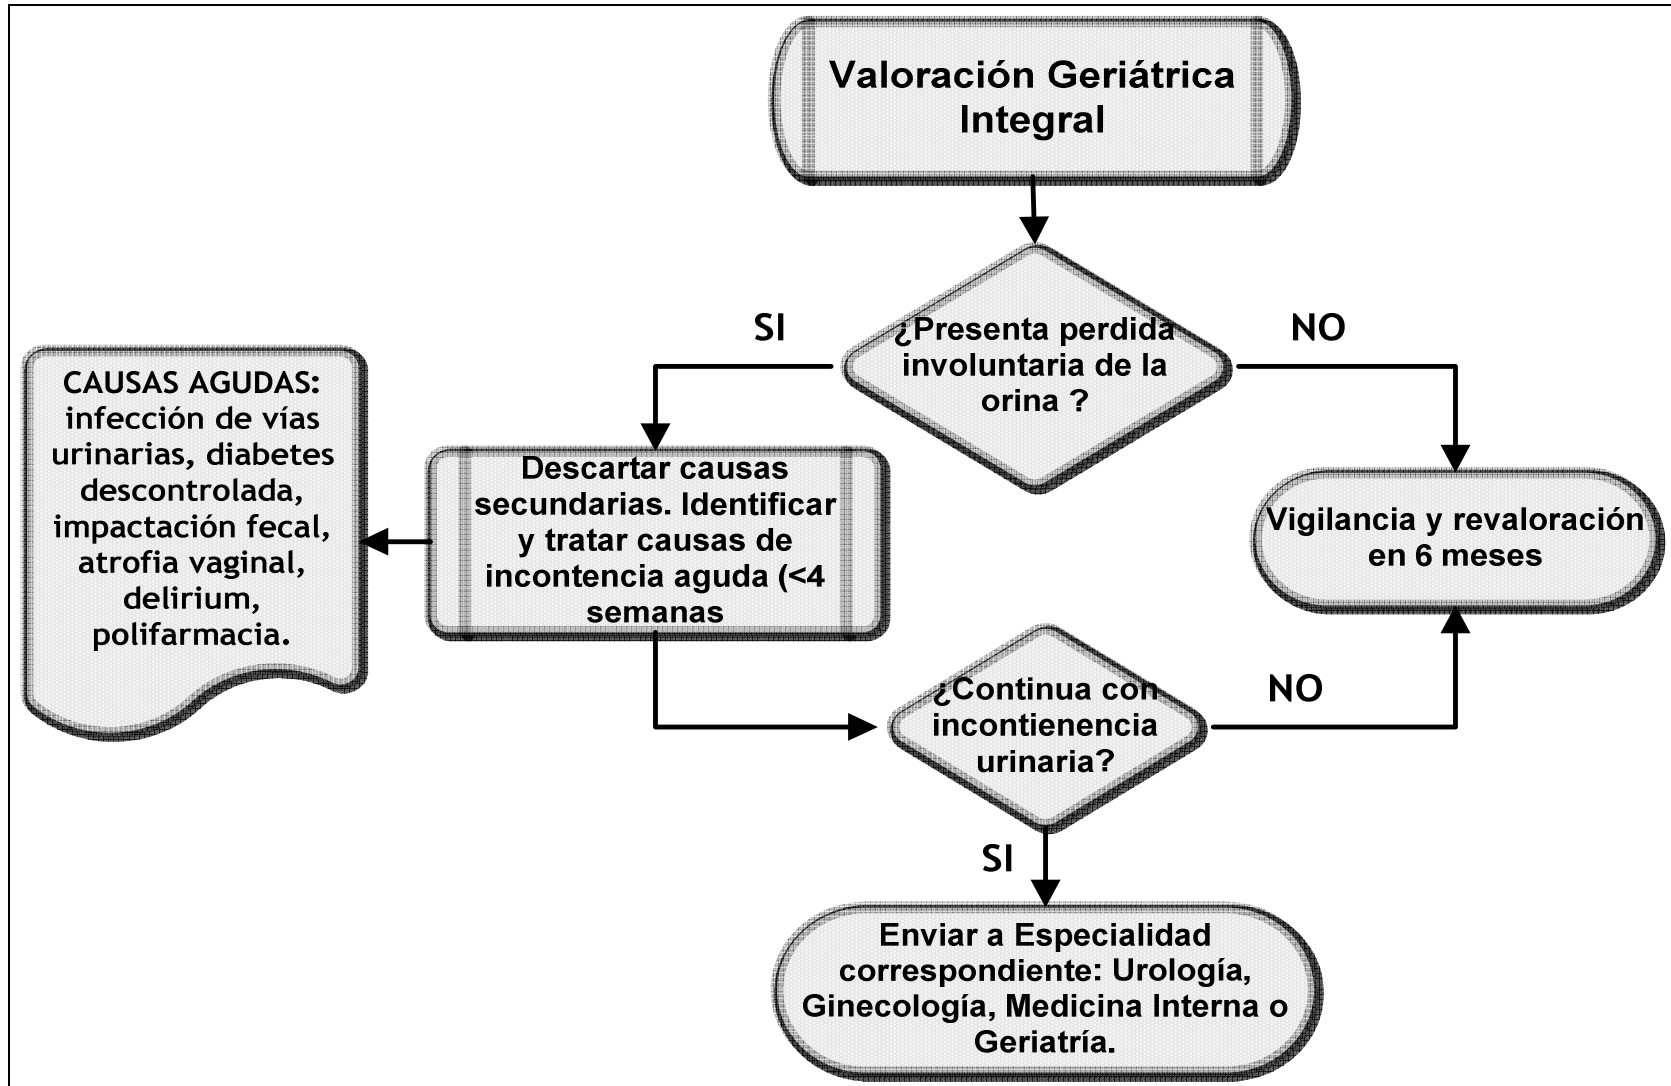 Valoración Geriátrica
Integral
¿Presenta perdida
involuntaria de la
orina ?
SI
NO
CAUSAS AGUDAS:
infección de vías
urinarias, diabetes
descontrolada,
impactación fecal,
atrofia vaginal,
delirium,
polifarmacia.
Descartar causas
secundarias. Identificar
y tratar causas de
incontencia aguda (<4
semanas
Vigilancia y revaloración
en 6 meses
¿Continua con
incontienencia
urinaria?
NO
SI
Enviar a Especialidad
correspondiente: Urología,
Ginecología, Medicina Interna o
Geriatría.